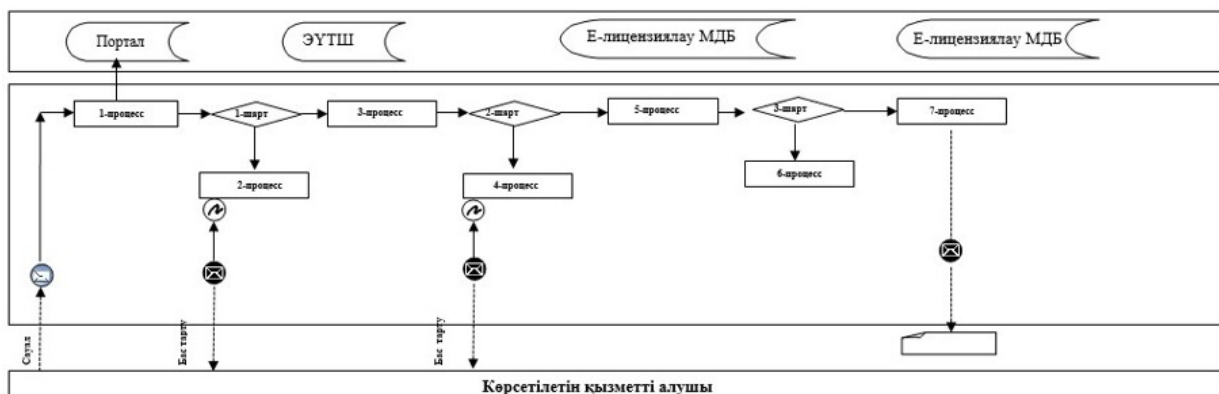 Портал
ЭҮТШ
Е-лицензиялау МДБ
Е-лицензиялау МДБ
1-процесс
1-шарт
3-процесс
2-шарт
5-процесс
3-шарт
7-процесс
2-процесс
4-процесс
6-процесс
Сауал
Бас тарту
Бас тарту
Көрсетілетін қызметті алушы